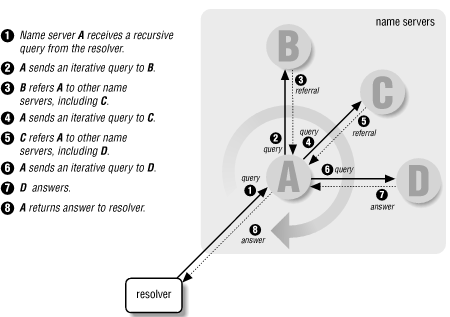 1 Name server A receives a recursive
query from the resolver.
2 A sends an iterative query to B.
3 B refers A to other name
servers, including C.
4 A sends an iterative query to C.
5 C refers A to other name
servers, including D.
6 A sends an iterative query to D.
7 D answers.
8 A returns answer to resolver.
name servers
B
3
referral
C
5
referral
query
4
2
query
A
6 query
D
7
answer
query
1
8
answer
resolver